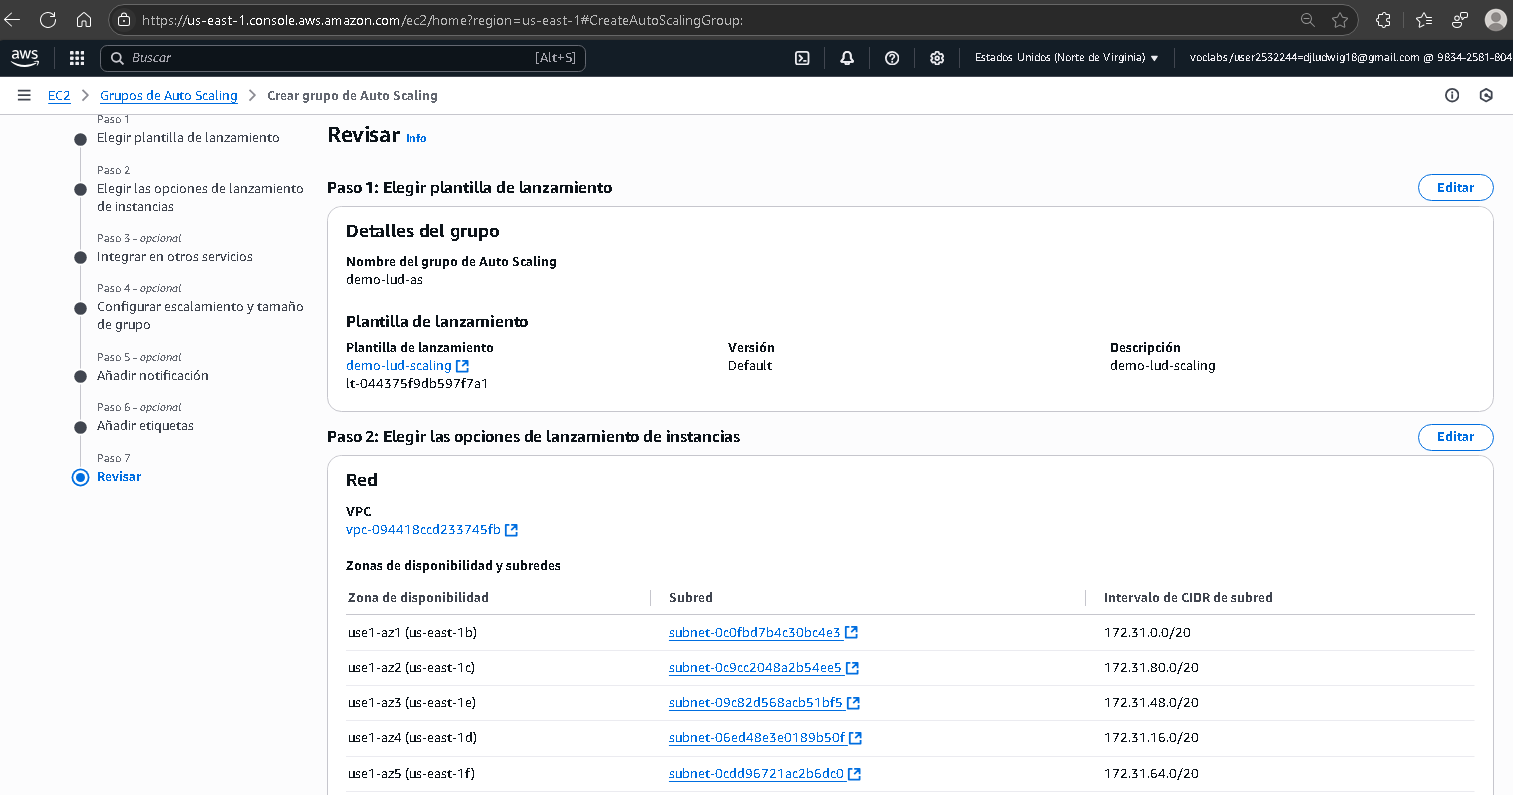 https://us-east-1.console.aws.amazon.com/ec2/home?region=us-east-1#CreateAutoScalingGroup:
aws
Buscar
[Alt+S]
Estados Unidos (Norte de Virginia)
voclabs/user2532244=djludwig18@gmail.com @ 9834-2581-804
EC2
Grupos de Auto Scaling
Crear grupo de Auto Scaling
Paso 1
Elegir plantilla de lanzamiento
Paso 2
Elegir las opciones de lanzamiento
de instancias
Paso 3 - opcional
Integrar en otros servicios
Paso 4 - opcional
Configurar escalamiento y tamaño
de grupo
Paso 5 - opcional
Añadir notificación
Paso 6 - opcional
Añadir etiquetas
Paso 7
Revisar
Revisar Info
Paso 1: Elegir plantilla de lanzamiento
Editar
Detalles del grupo
Nombre del grupo de Auto Scaling
demo-lud-as
Plantilla de lanzamiento
Plantilla de lanzamiento
demo-lud-scaling
lt-044375f9db597f7a1
Versión
Default
Descripción
demo-lud-scaling
Paso 2: Elegir las opciones de lanzamiento de instancias
Editar
Red
VPC
vpc-094418ccd233745fb
Zonas de disponibilidad y subredes
Zona de disponibilidad Subred Intervalo de CIDR de subred
use1-az1 (us-east-1b) subnet-0c0fbd7b4c30bc4e3 172.31.0.0/20
use1-az2 (us-east-1c) subnet-0c9cc2048a2b54ee5 172.31.80.0/20
use1-az3 (us-east-1e) subnet-09c82d568acb51bf5 172.31.48.0/20
use1-az4 (us-east-1d) subnet-06ed48e3e0189b50f 172.31.16.0/20
use1-az5 (us-east-1f) subnet-0cdd96721ac2b6dc0 172.31.64.0/20